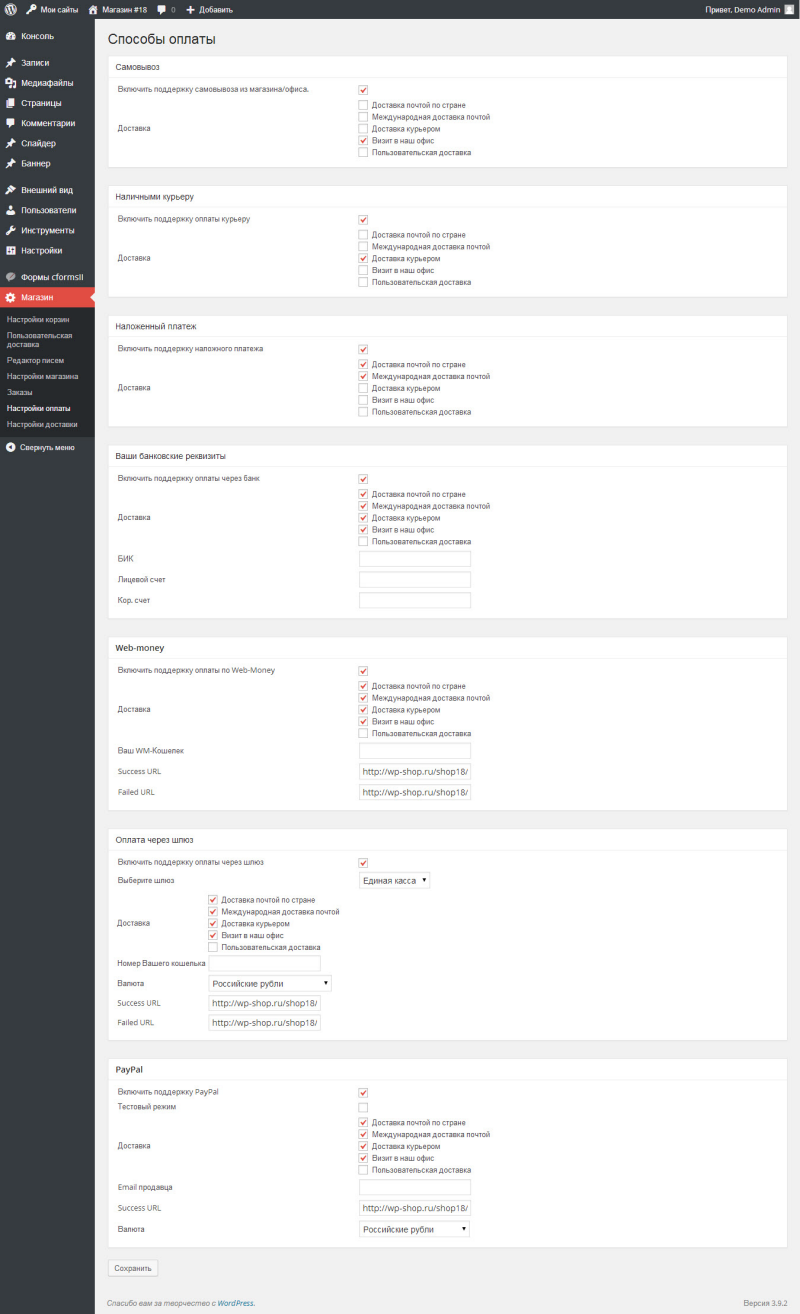 Мои сайты Магазин #18 0 Добавить Привет, Demo Admin
Консоль
Записи
Медиафайлы
Страницы
Комментарии
Слайдер
Баннер
Внешний вид
Пользователи
Инструменты
Настройки
Формы cformsII
Магазин
Настройки корзин
Пользовательская
доставка
Редактор писем
Настройки магазина
Заказы
Настройки оплаты
Настройки доставки
Свернуть меню
Способы оплаты
Самовывоз
Включить поддержку самовывоза из магазина/офиса.
Доставка
Доставка почтой по стране
Международная доставка почтой
Доставка курьером
Визит в наш офис
Пользовательская доставка
Наличными курьеру
Включить поддержку оплаты курьеру
Доставка
Доставка почтой по стране
Международная доставка почтой
Доставка курьером
Визит в наш офис
Пользовательская доставка
Наложенный платеж
Включить поддержку наложного платежа
Доставка
Доставка почтой по стране
Международная доставка почтой
Доставка курьером
Визит в наш офис
Пользовательская доставка
Ваши банковские реквизиты
Включить поддержку оплаты через банк
Доставка
Доставка почтой по стране
Международная доставка почтой
Доставка курьером
Визит в наш офис
Пользовательская доставка
БИК
Лицевой счет
Кор. счет
Web-money
Включить поддержку оплаты по Web-Money
Доставка
Доставка почтой по стране
Международная доставка почтой
Доставка курьером
Визит в наш офис
Пользовательская доставка
Ваш WM-Кошелек
Success URL http://wp-shop.ru/shop18/
Failed URL http://wp-shop.ru/shop18/
Оплата через шлюз
Включить поддержку оплаты через шлюз
Выберите шлюз Единая касса
Доставка
Доставка почтой по стране
Международная доставка почтой
Доставка курьером
Визит в наш офис
Пользовательская доставка
Номер Вашего кошелька
Валюта Российские рубли
Success URL http://wp-shop.ru/shop18/
Failed URL http://wp-shop.ru/shop18/
PayPal
Включить поддержку PayPal
Тестовый режим
Доставка
Доставка почтой по стране
Международная доставка почтой
Доставка курьером
Визит в наш офис
Пользовательская доставка
Email продавца
Success URL http://wp-shop.ru/shop18/
Валюта Российские рубли
Сохранить
Спасибо вам за творчество с WordPress. Версия 3.9.2